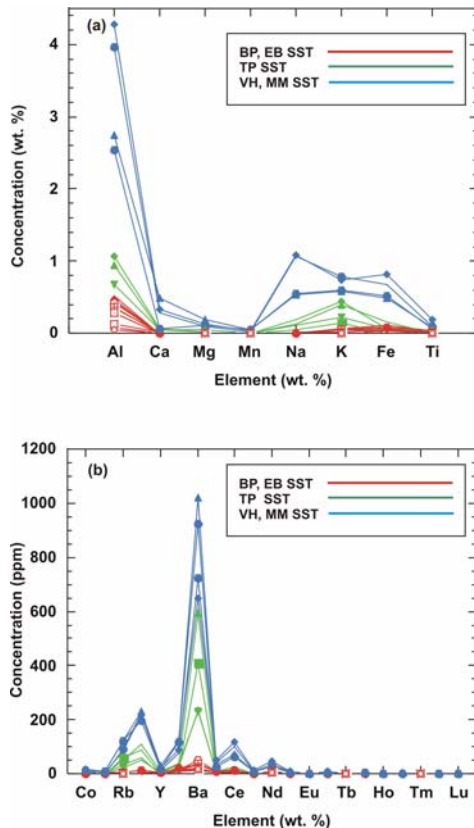 (a)
BP, EB SST
TP SST
VH, MM SST
Concentration (wt. %)
4
3
2
1
0
Al Ca Mg Mn Na K Fe Ti
Element (wt. %)
(b)
BP, EB SST
TP SST
VH, MM SST
Concentration (ppm)
1200
1000
800
600
400
200
0
Co Rb Y Ba Ce Nd Eu Tb Ho Tm Lu
Element (wt. %)